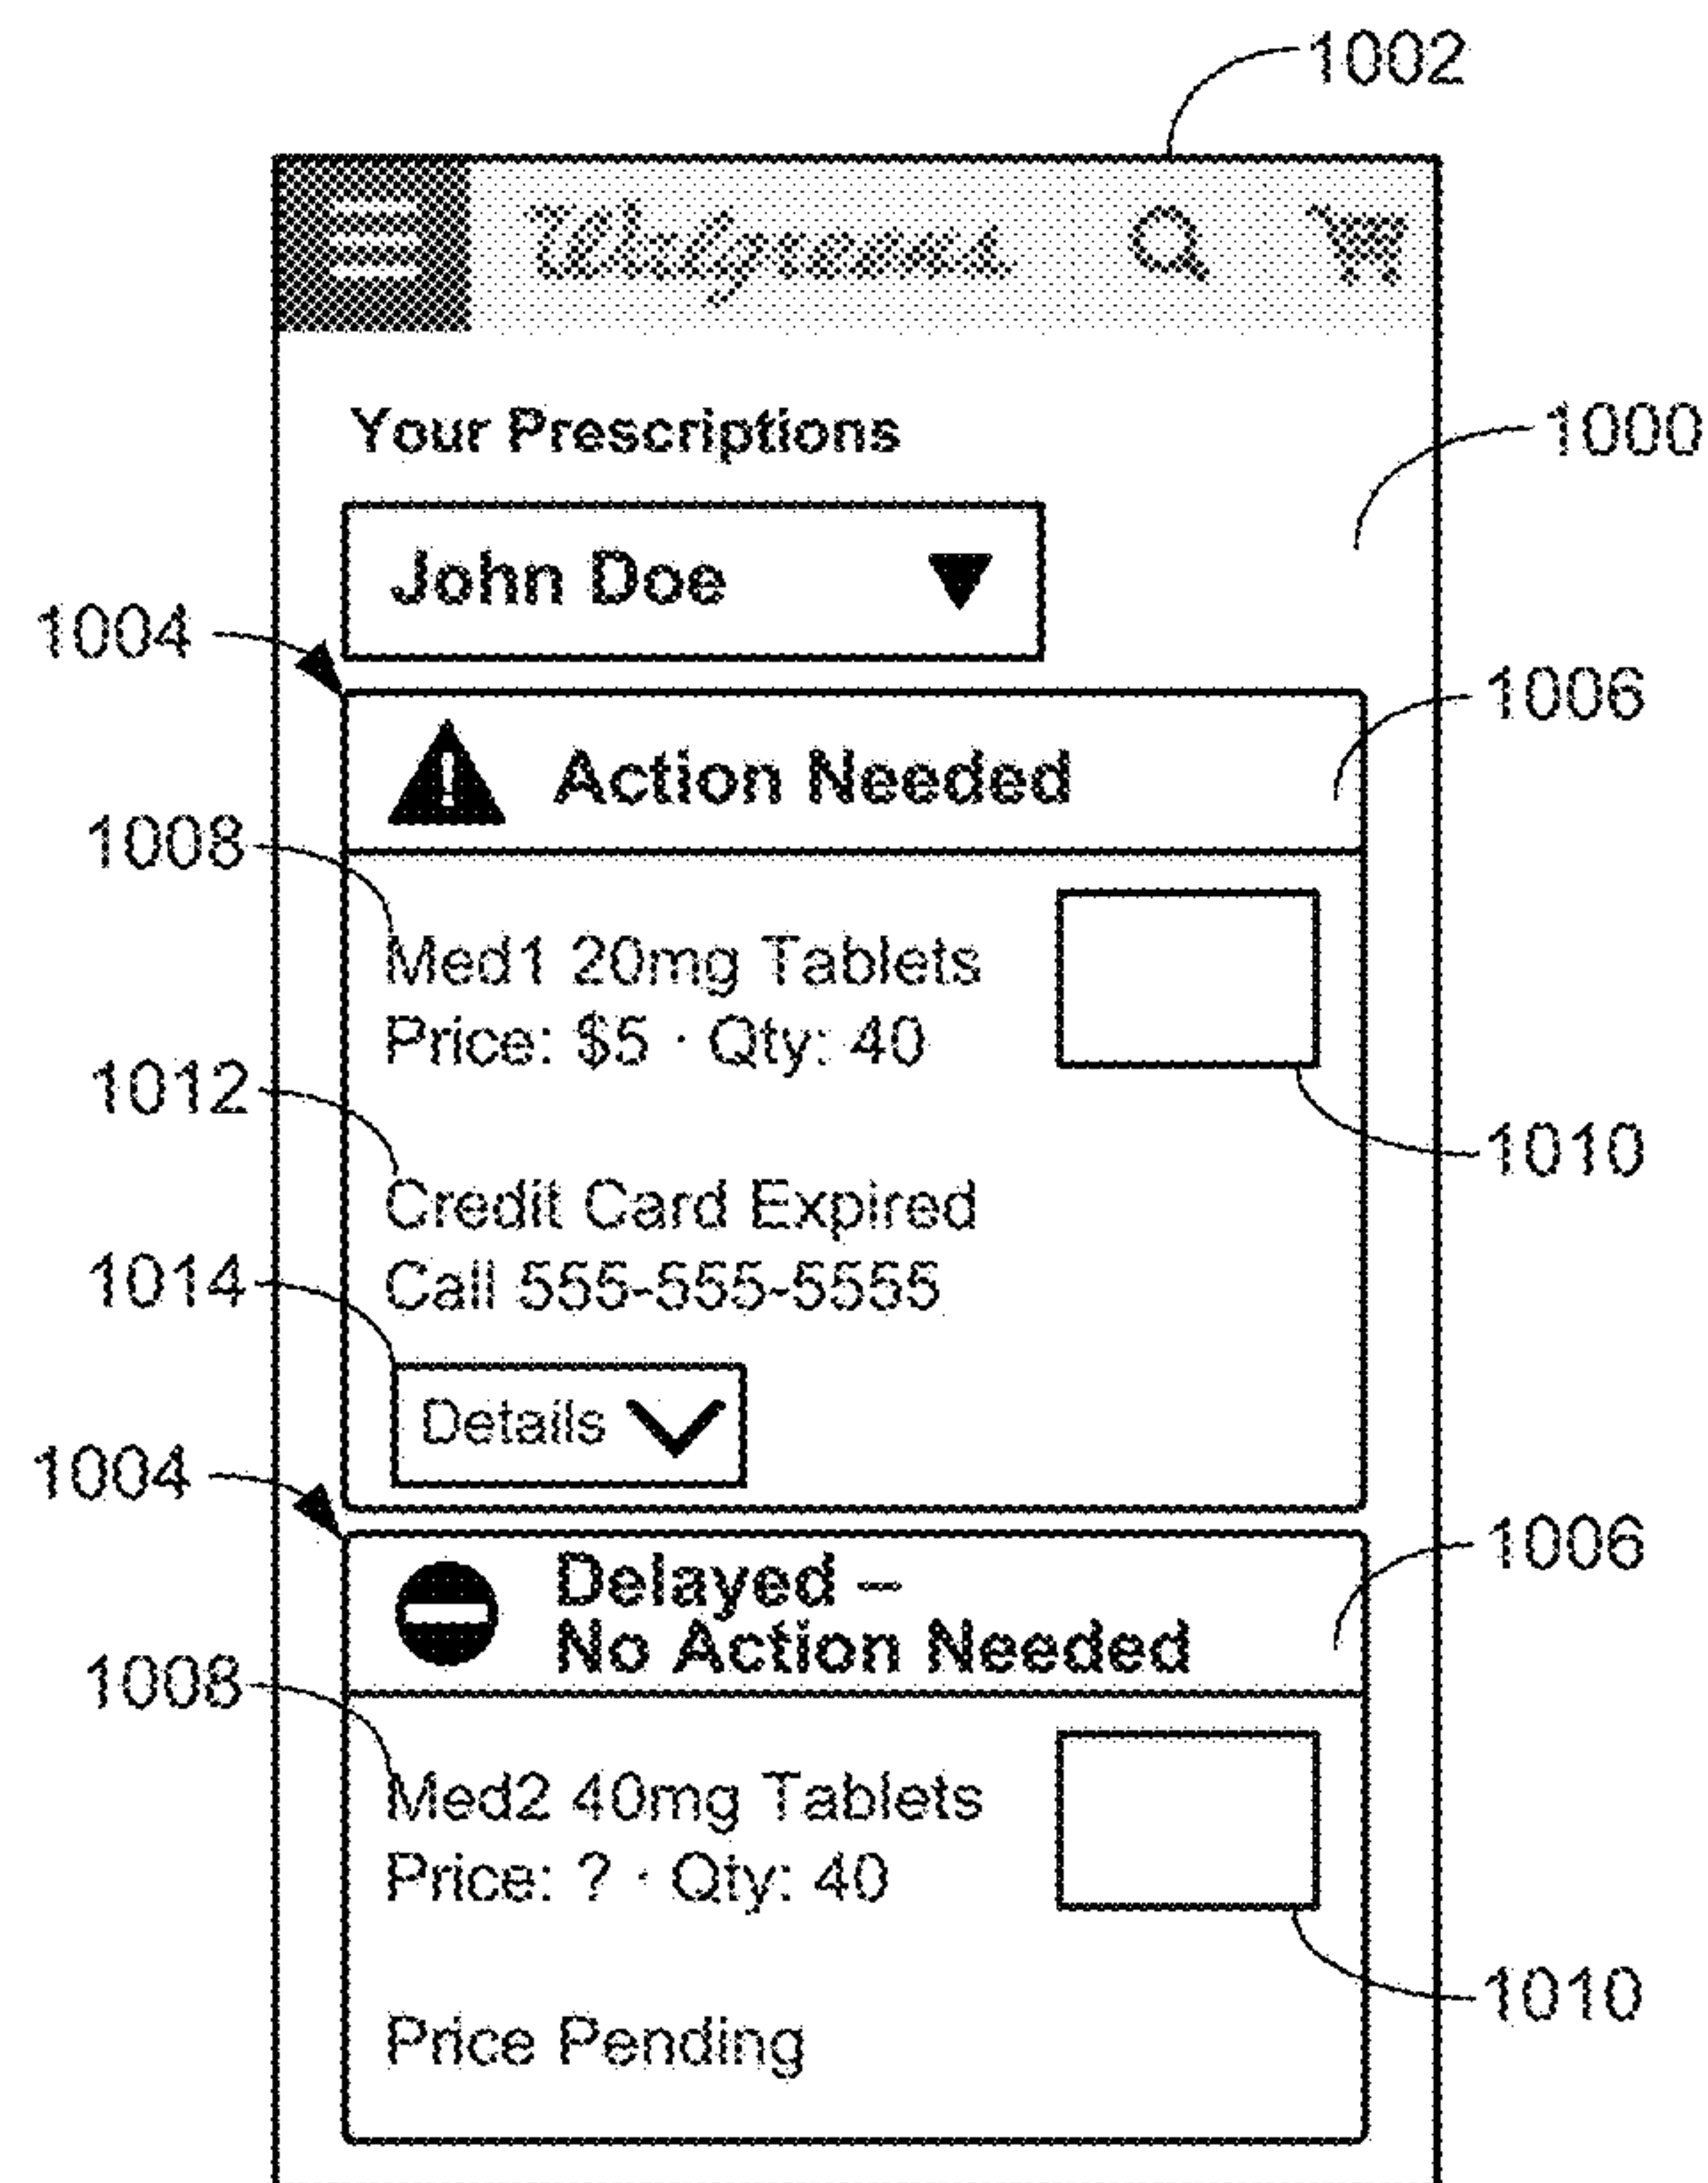 1002
Walgreens
Your Prescriptions
1000
John Doe
1004
1006
Action Needed
1008
Med1 20mg Tablets
Price: $5 · Qty: 40
1012
1010
Credit Card Expired
1014
Call 555-555-5555
Details
1004
1006
Delayed –
No Action Needed
1008
Med2 40mg Tablets
Price: ? · Qty: 40
1010
Price Pending